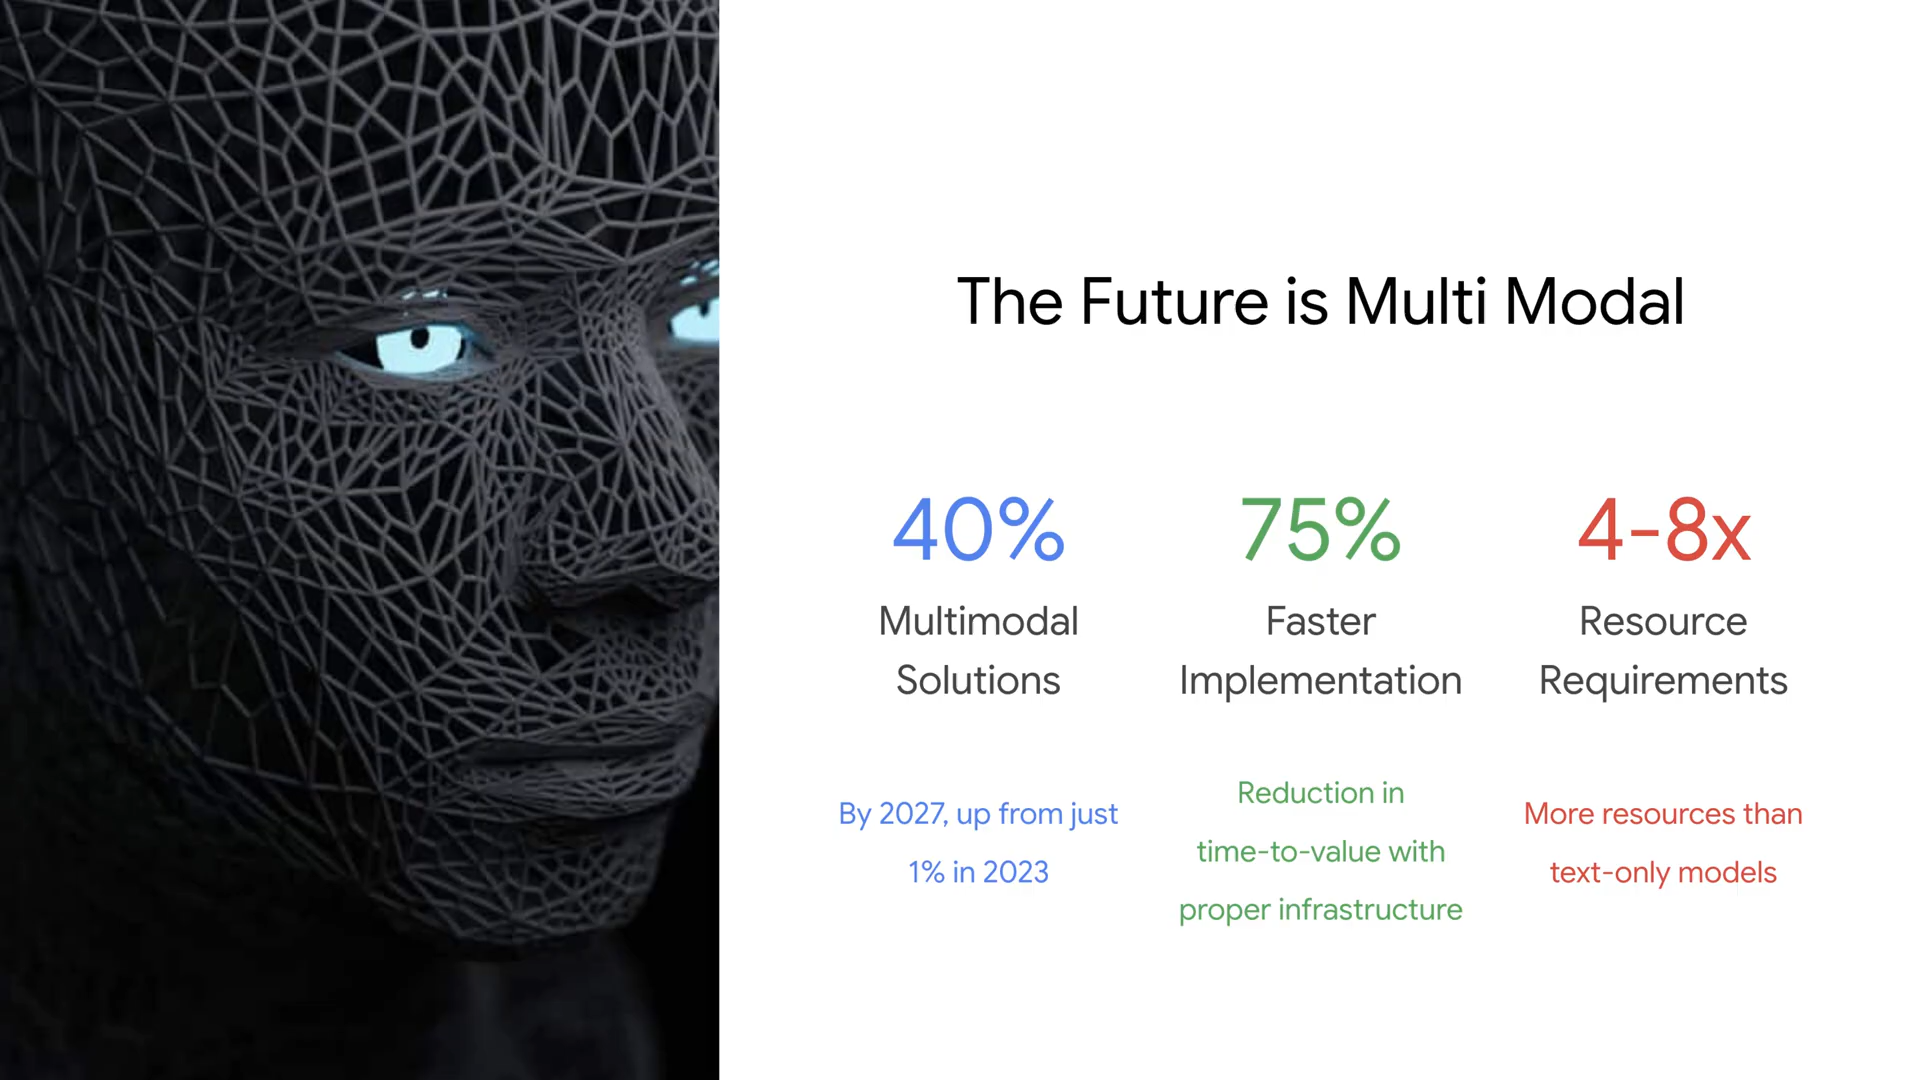 The Future is Multi Modal
40%
Multimodal
Solutions
By 2027, up from just
1% in 2023
75%
Faster
Implementation
Reduction in
time-to-value with
proper infrastructure
4-8x
Resource
Requirements
More resources than
text-only models